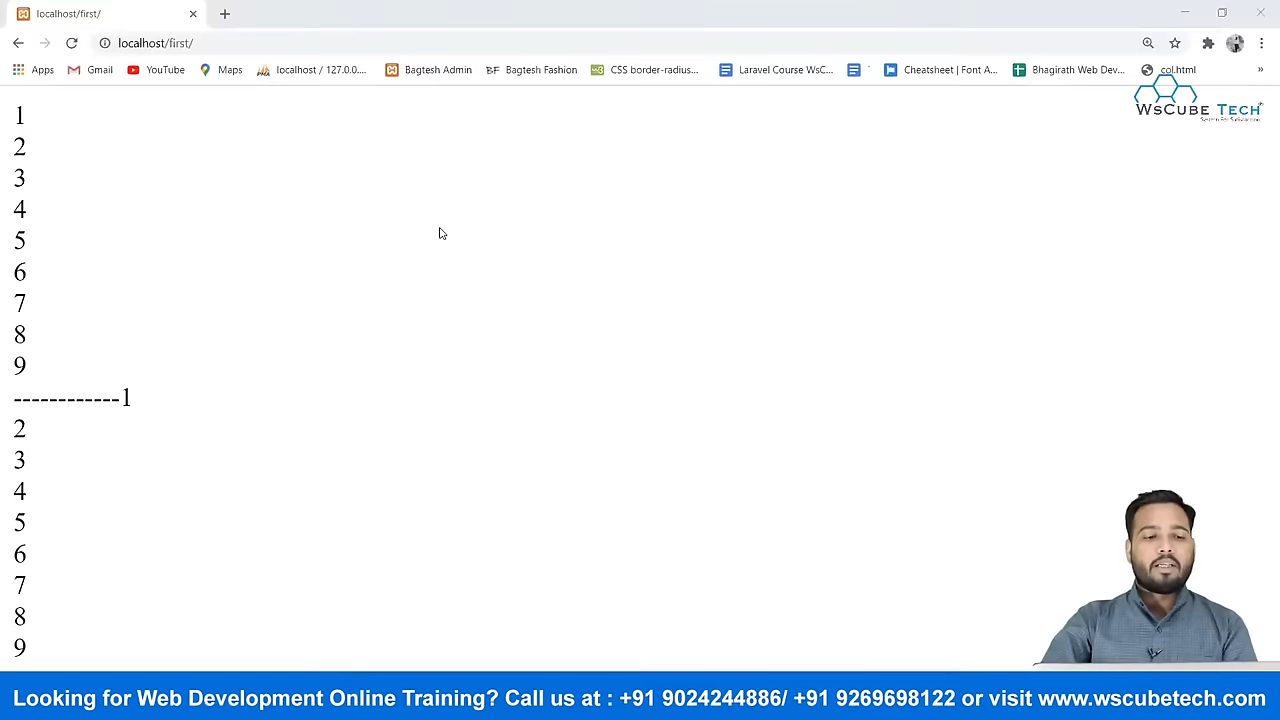 localhost/first/
localhost/first/
Apps
Gmail
YouTube
Maps
localhost / 127.0.0....
Bagtesh Admin
BF Bagtesh Fashion
CSS border-radius...
Laravel Course WsC...
Cheatsheet | Font A...
Bhagirath Web Dev...
col.html
»
WsCube Tech
1
2
3
4
5
6
7
8
9
------------1
2
3
4
5
6
7
8
9
Looking for Web Development Online Training? Call us at : +91 9024244886/ +91 9269698122 or visit www.wscubetech.com